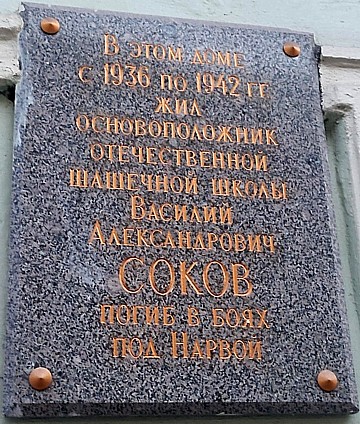 В этом доме
с 1936 по 1942 гг.
жил
основоположник
отечественной
шашечной школы
Василий
Александрович
СОКОВ
погиб в боях
под Нарвой